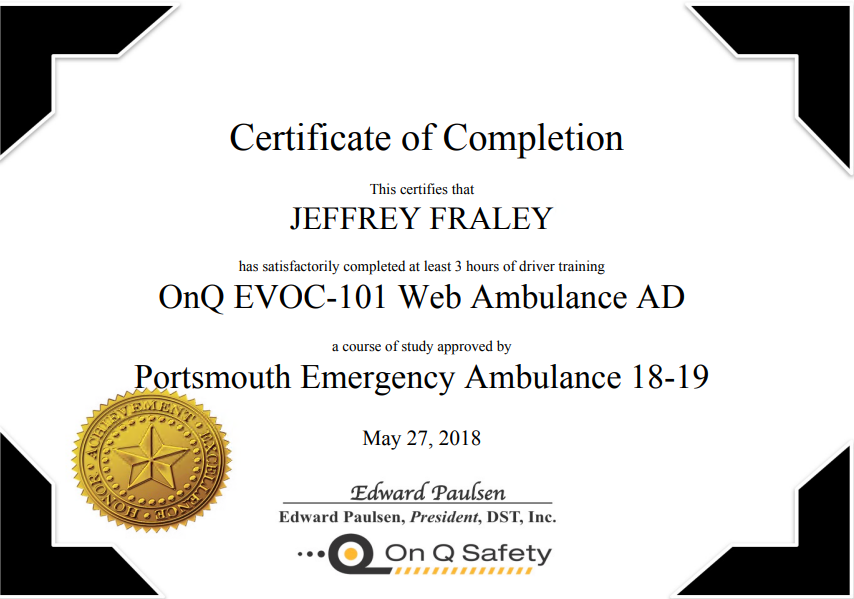 Certificate of Completion
This certifies that
JEFFREY FRALEY
has satisfactorily completed at least 3 hours of driver training
OnQ EVOC-101 Web Ambulance AD
a course of study approved by
Portsmouth Emergency Ambulance 18-19
May 27, 2018
ACHIEVEMENT • EXCELLENCE • HONOR •
Edward Paulsen
Edward Paulsen, President, DST, Inc.
On Q Safety